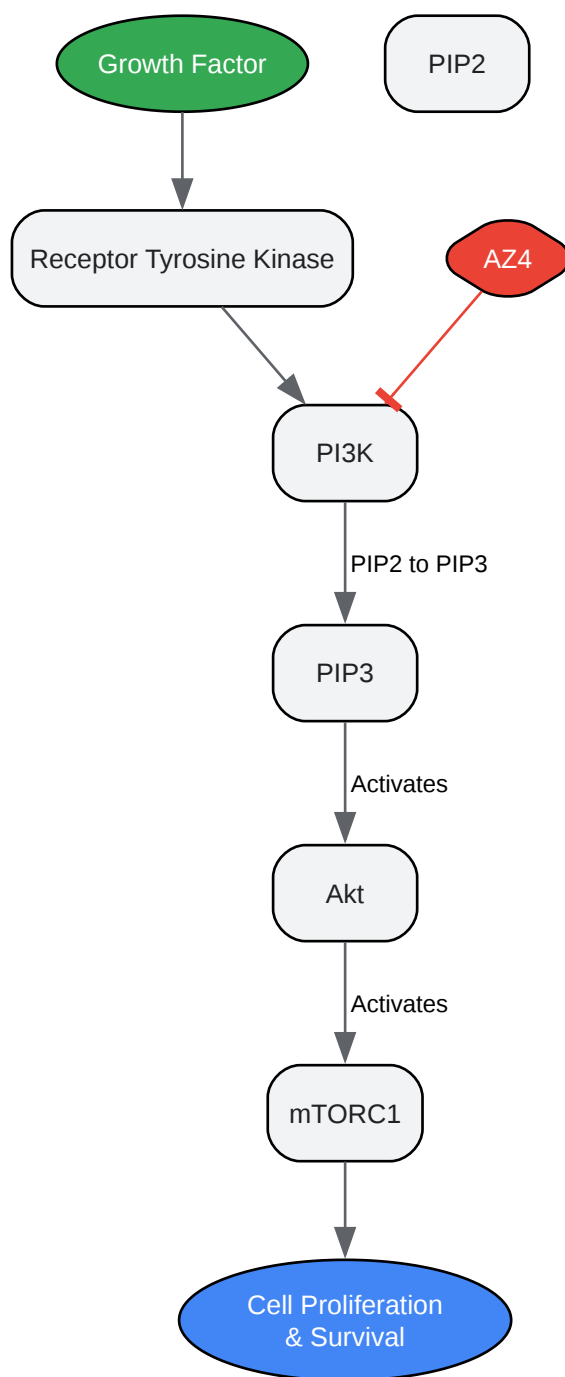 Growth Factor
PIP2
Receptor Tyrosine Kinase
AZ4
PI3K
PIP2 to PIP3
PIP3
Activates
Akt
Activates
mTORC1
Cell Proliferation
& Survival